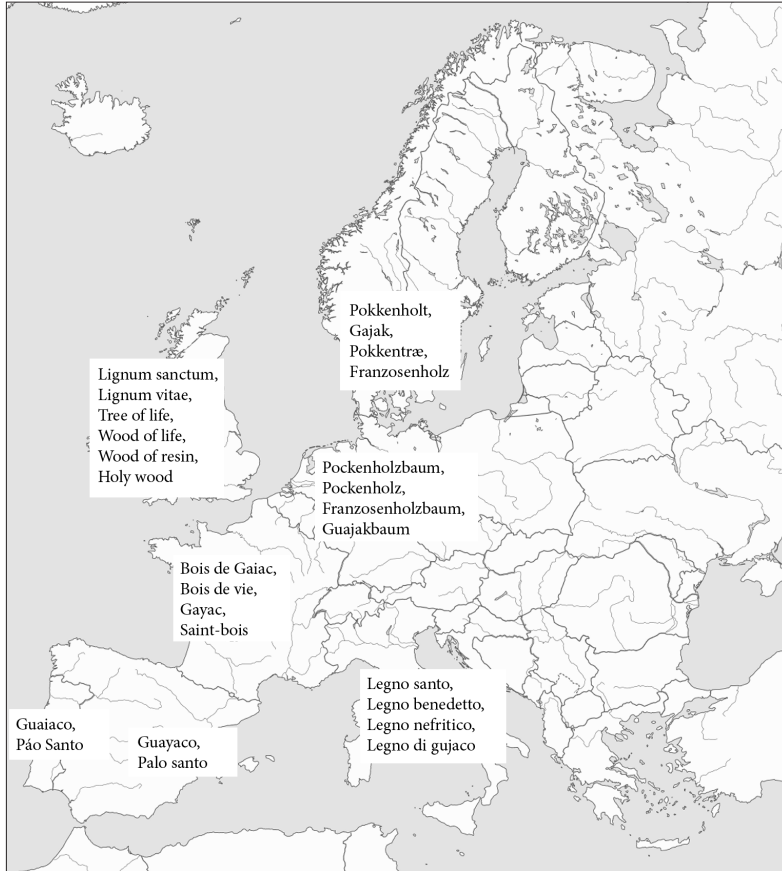 Pokkenholt,
Gajak,
Pokkentræ,
Franzosenholz
Lignum sanctum,
Lignum vitae,
Tree of life,
Wood of life,
Wood of resin,
Holy wood
Pockenholzbaum,
Pockenholz,
Franzosenholzbaum,
Guajakbaum
Bois de Gaiac,
Bois de vie,
Gayac,
Saint-bois
Legno santo,
Legno benedetto,
Legno nefritico,
Legno di gujaco
Guaiaco,
Páo Santo
Guayaco,
Palo santo